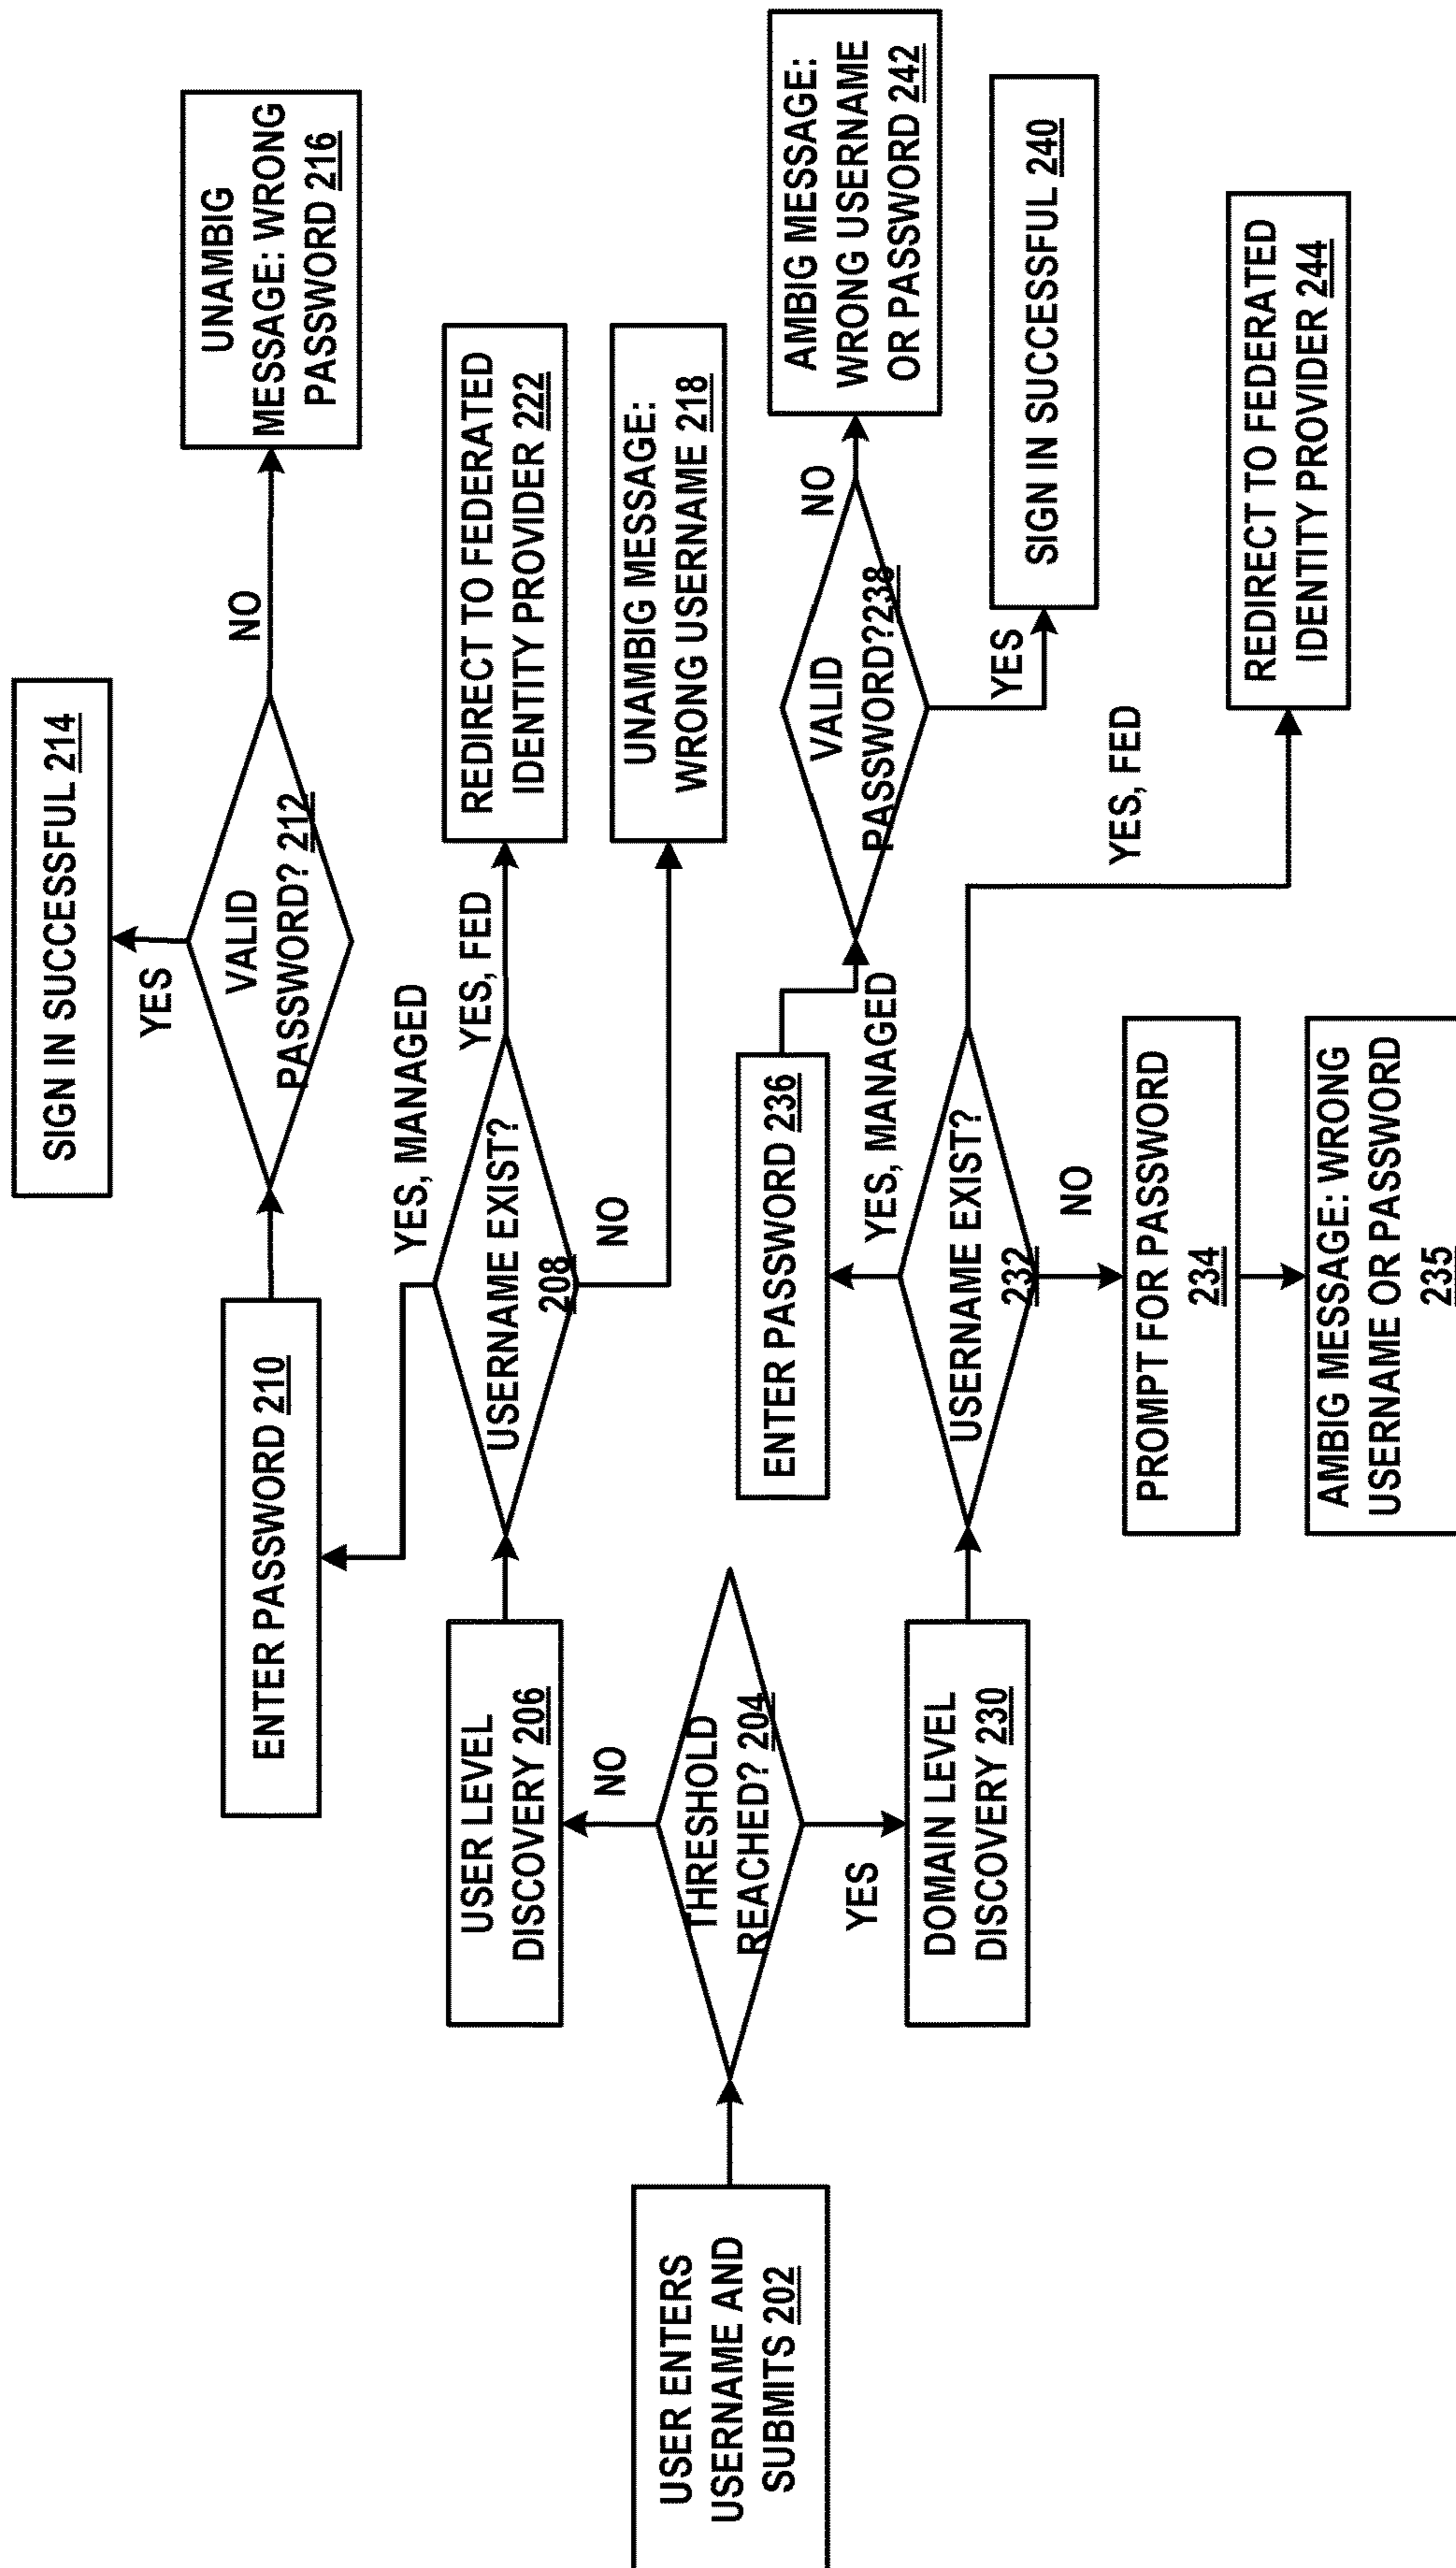 USER ENTERS
USERNAME AND
SUBMITS 202
THRESHOLD
REACHED? 204
NO
YES
USER LEVEL
DISCOVERY 206
USERNAME EXIST?
208
YES, MANAGED
YES, FED
NO
ENTER PASSWORD 210
VALID
PASSWORD? 212
YES
NO
SIGN IN SUCCESSFUL 214
UNAMBIG
MESSAGE: WRONG
PASSWORD 216
REDIRECT TO FEDERATED
IDENTITY PROVIDER 222
UNAMBIG MESSAGE:
WRONG USERNAME 218
DOMAIN LEVEL
DISCOVERY 230
USERNAME EXIST?
232
YES, MANAGED
NO
YES, FED
ENTER PASSWORD 236
VALID
PASSWORD?238
NO
YES
AMBIG MESSAGE:
WRONG USERNAME
OR PASSWORD 242
SIGN IN SUCCESSFUL 240
REDIRECT TO FEDERATED
IDENTITY PROVIDER 244
PROMPT FOR PASSWORD
234
AMBIG MESSAGE: WRONG
USERNAME OR PASSWORD
235